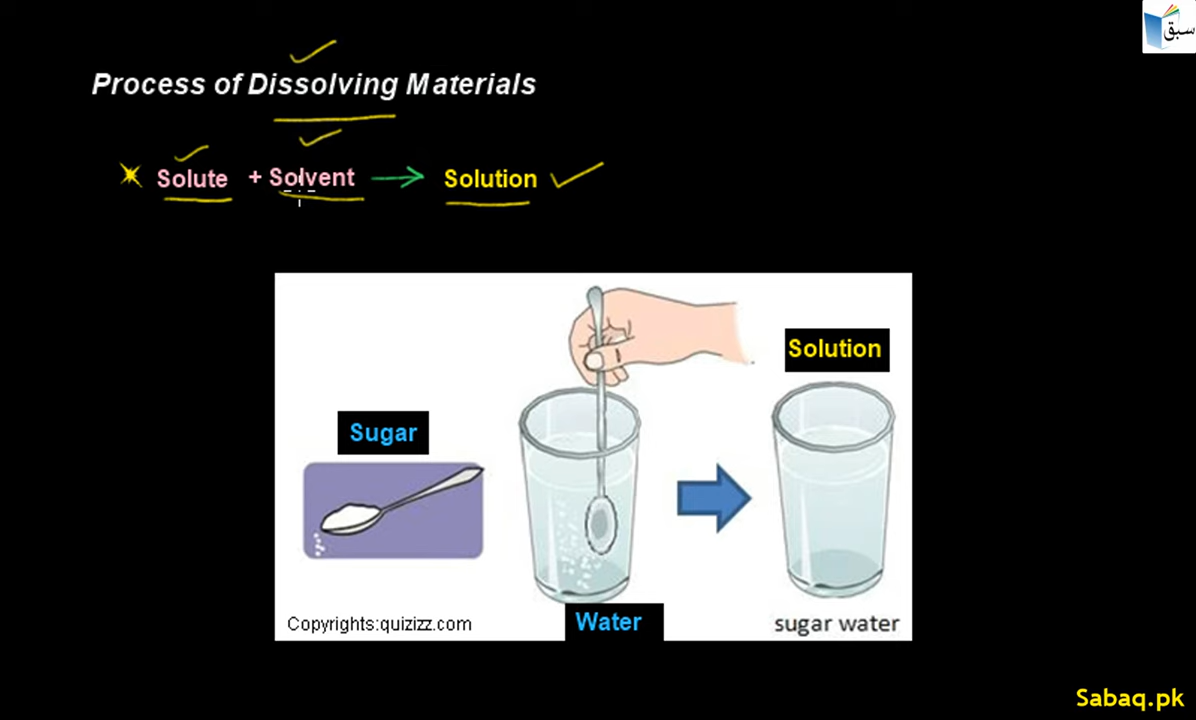 سبق
Process of Dissolving Materials
Solute + Solvent → Solution
Solution
Sugar
Water
sugar water
Copyrights:quizizz.com
Sabaq.pk